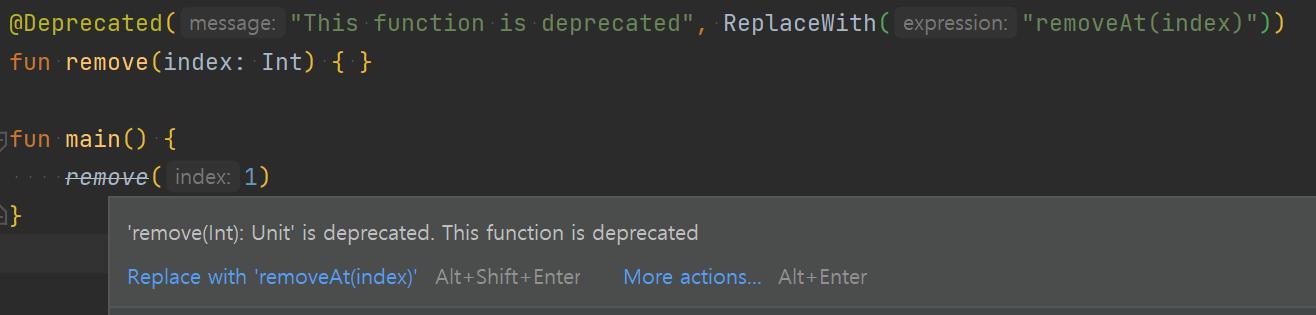 @Deprecated( message: "This function is deprecated", ReplaceWith( expression: "removeAt(index)"))
fun remove(index: Int) { }
fun main() {
remove( index: 1)
}
'remove(Int): Unit' is deprecated. This function is deprecated
Replace with 'removeAt(index)' Alt+Shift+Enter More actions... Alt+Enter